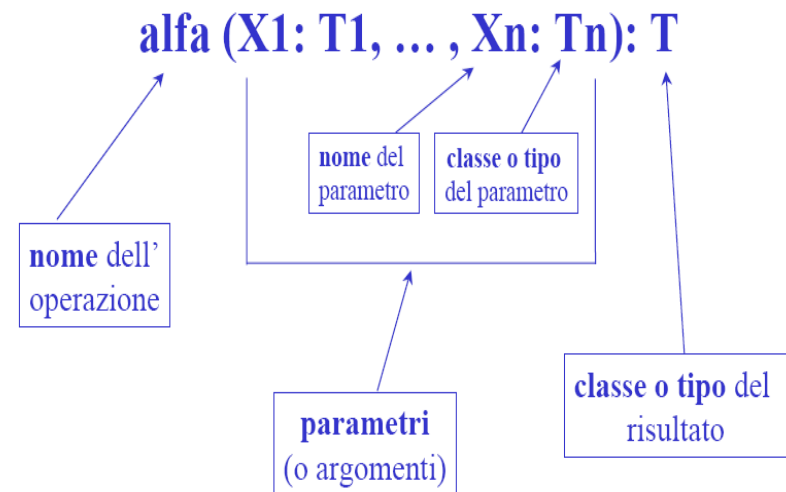 alfa (X1: T1, … , Xn: Tn): T
nome del
parametro
classe o tipo
del parametro
nome dell'
operazione
parametri
(o argomenti)
classe o tipo del
risultato